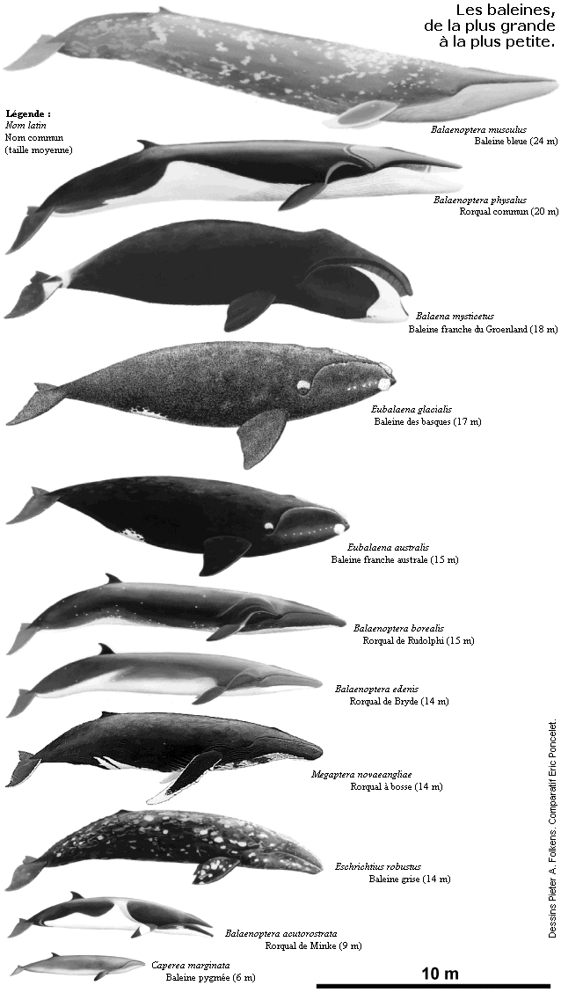 Les baleines,
de la plus grande
à la plus petite.
Légende :
Nom latin
Nom commun
(taille moyenne)
Balaenoptera musculus
Baleine bleue (24 m)
Balaenoptera physalus
Rorqual commun (20 m)
Balaena mysticetus
Baleine franche du Groenland (18 m)
Eubalaena glacialis
Baleine des basques (17 m)
Eubalaena australis
Baleine franche australe (15 m)
Balaenoptera borealis
Rorqual de Rudolphi (15 m)
Balaenoptera edenis
Rorqual de Bryde (14 m)
Megaptera novaeangliae
Rorqual à bosse (14 m)
Eschrichtius robustus
Baleine grise (14 m)
Balaenoptera acutorostrata
Rorqual de Minke (9 m)
Caperea marginata
Baleine pygmée (6 m)
10 m
Dessins Pieter A. Folkens. Comparatif Eric Poncelet.